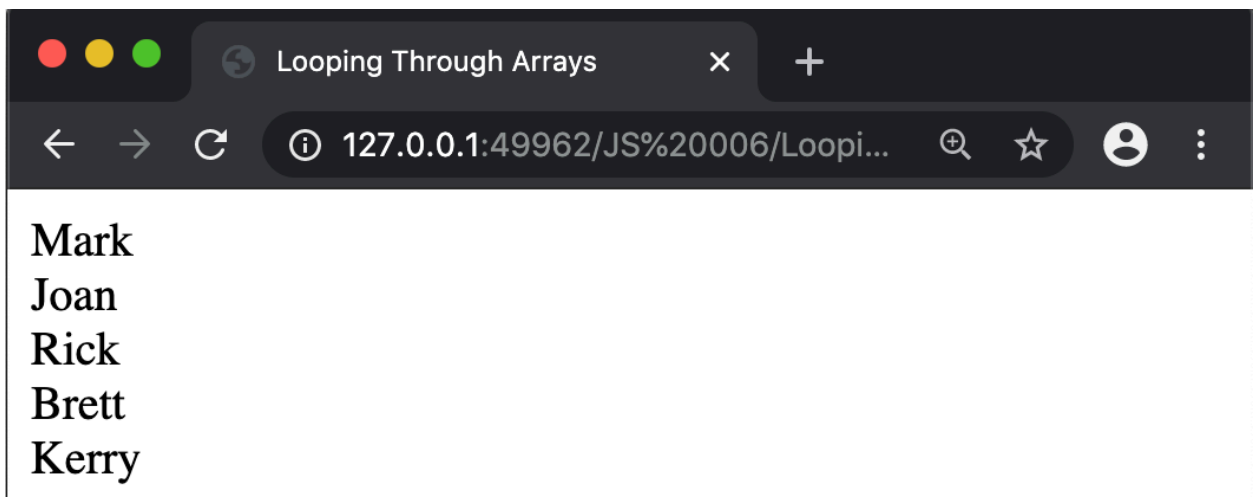 Looping Through Arrays
127.0.0.1:49962/JS%20006/Loopi...
Mark
Joan
Rick
Brett
Kerry